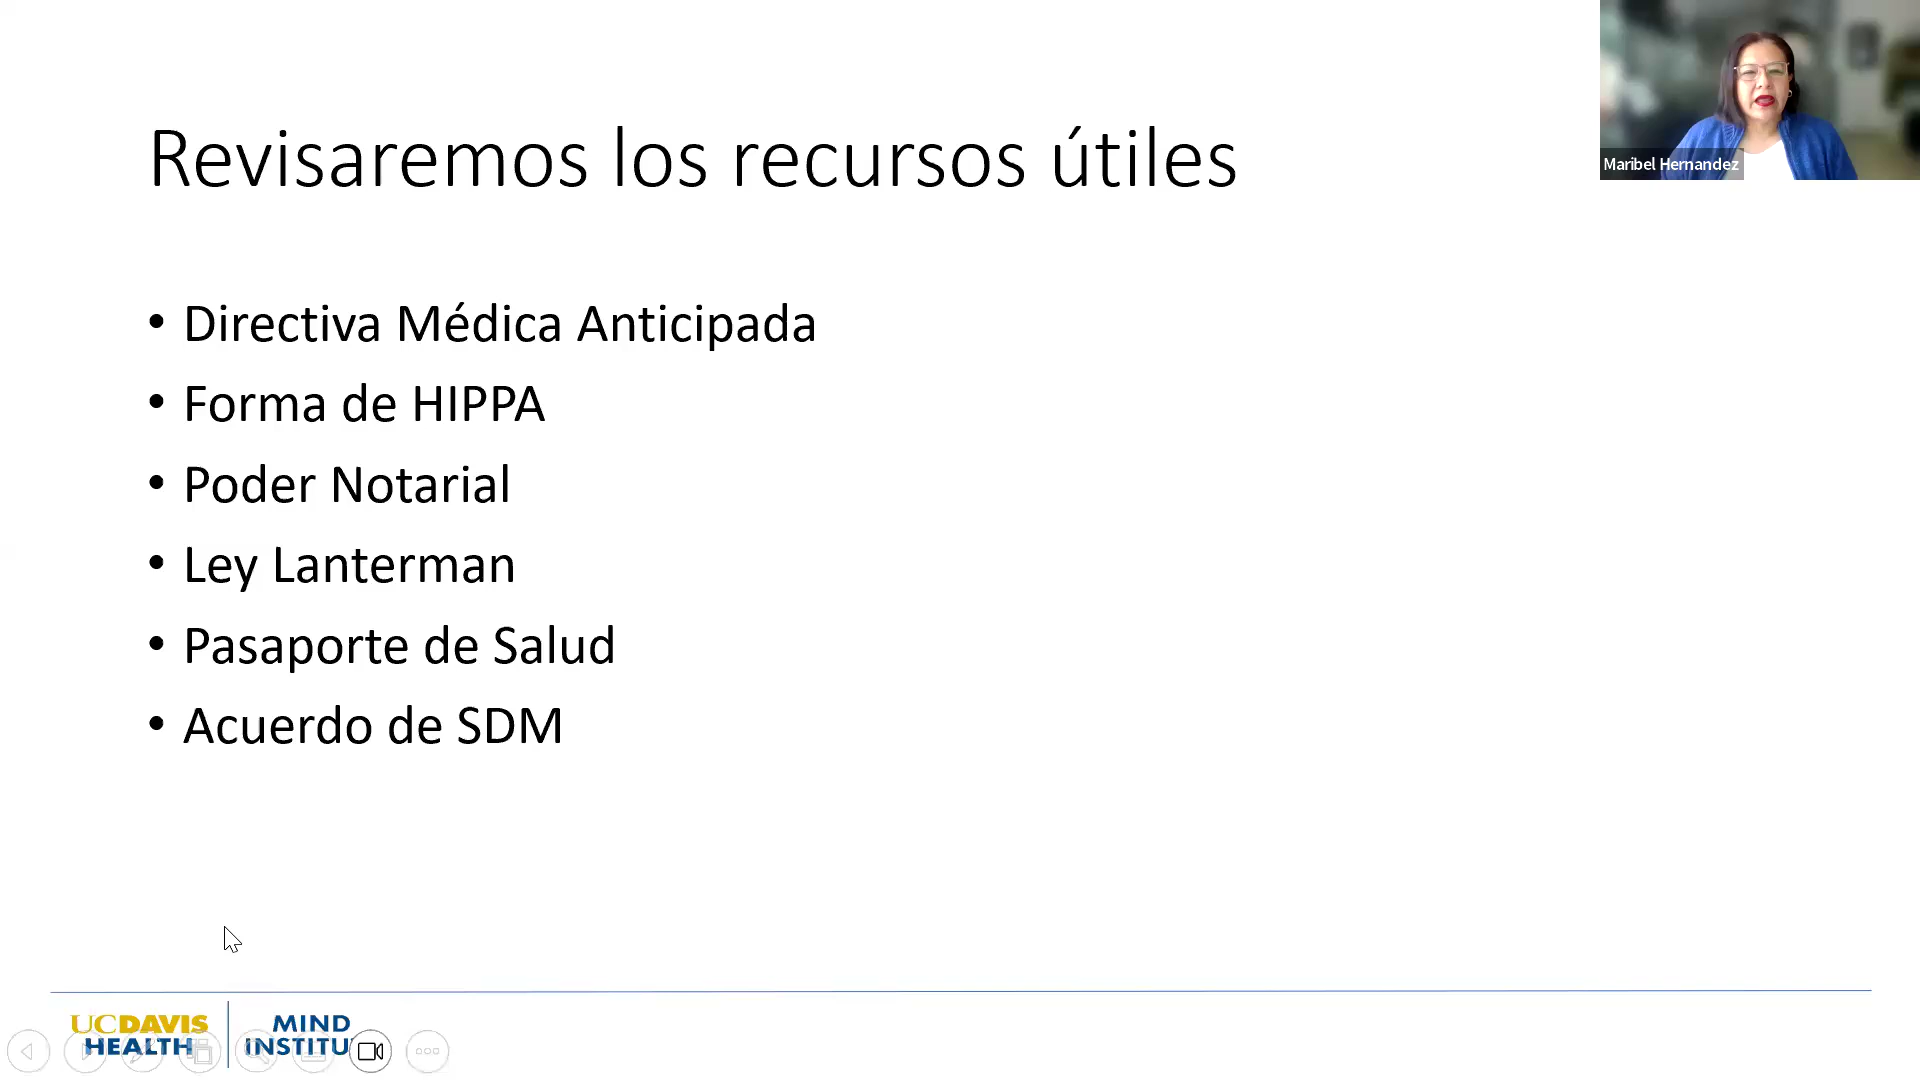 Revisaremos los recursos útiles
Maribel Hernandez
• Directiva Médica Anticipada
• Forma de HIPPA
• Poder Notarial
• Ley Lanterman
• Pasaporte de Salud
• Acuerdo de SDM
UCDAVIS
HEALTH
MIND
INSTITU